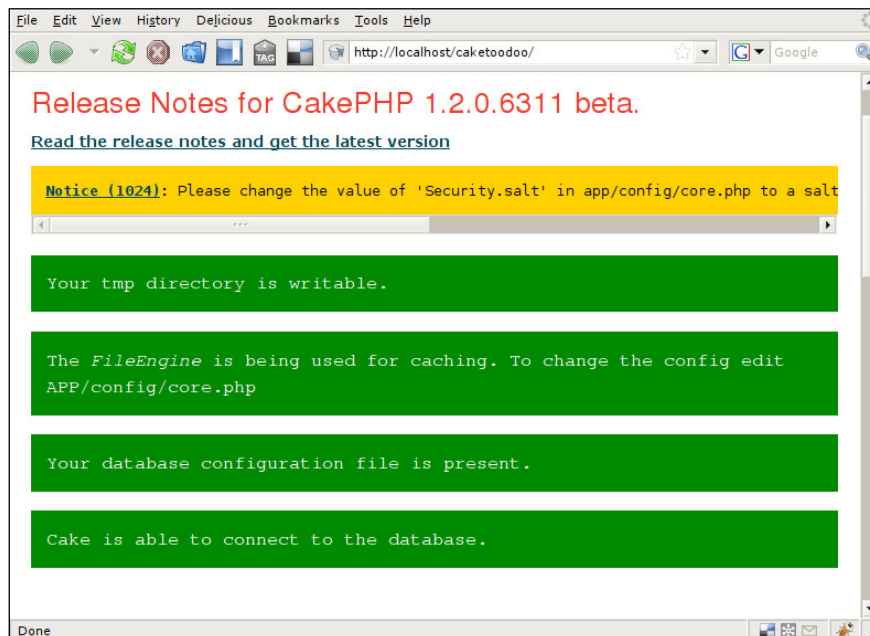 File Edit View History Delicious Bookmarks Tools Help
TAG http://localhost/caketoodoo/ G Google
Release Notes for CakePHP 1.2.0.6311 beta.
Read the release notes and get the latest version
Notice (1024): Please change the value of 'Security.salt' in app/config/core.php to a salt
Your tmp directory is writable.
The FileEngine is being used for caching. To change the config edit
APP/config/core.php
Your database configuration file is present.
Cake is able to connect to the database.
Done